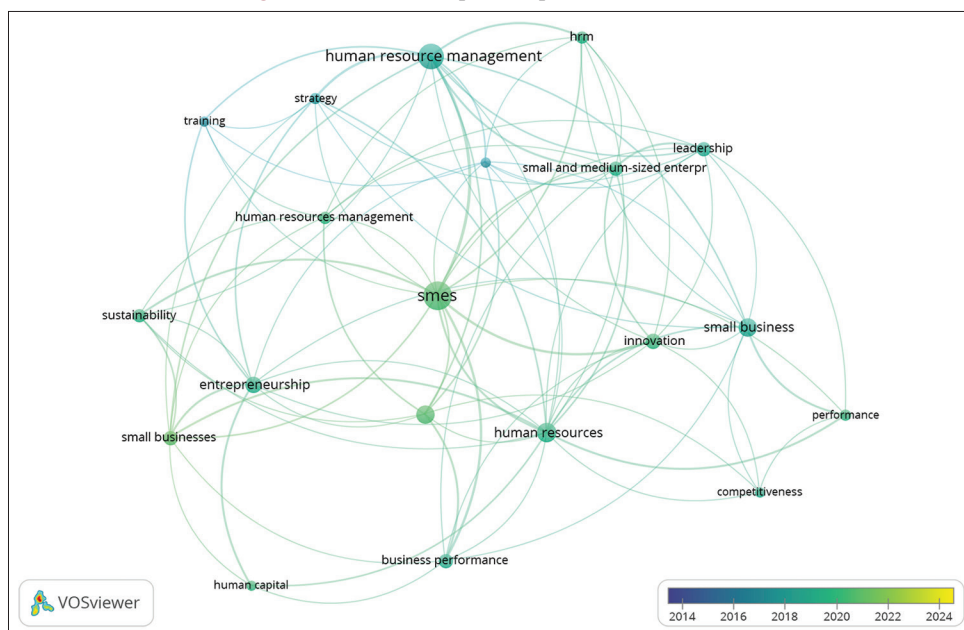 hrm
human resource management
strategy
training
leadership
small and medium-sized enterpr
human resources management
smes
sustainability
small business
innovation
entrepreneurship
performance
small businesses
human resources
competitiveness
business performance
human capital
VOSviewer
2014 2016 2018 2020 2022 2024